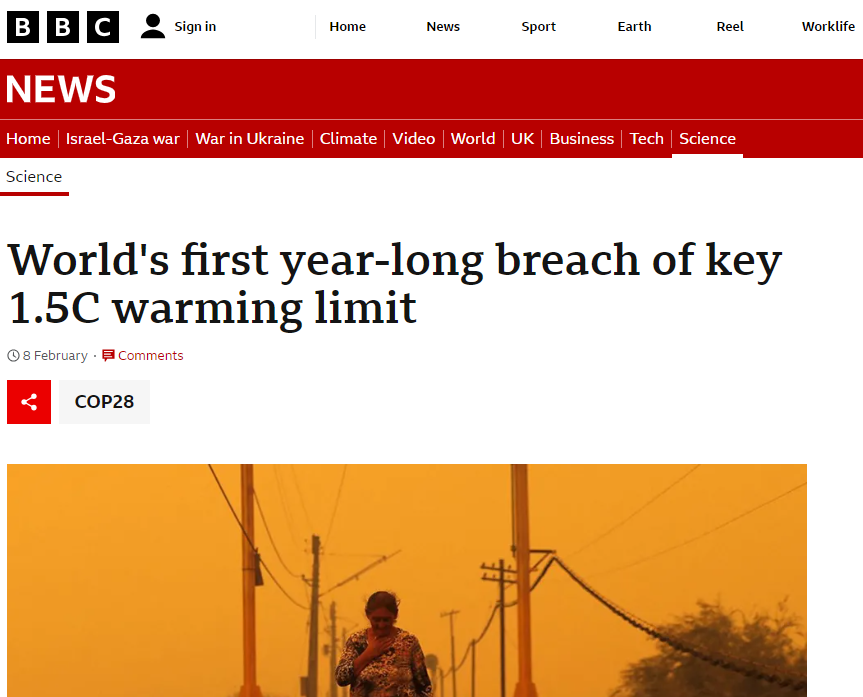 BBC Sign in Home News Sport Earth Reel Worklife
NEWS
Home Israel-Gaza war War in Ukraine Climate Video World UK Business Tech Science
Science
World's first year-long breach of key
1.5C warming limit
8 February · Comments
COP28